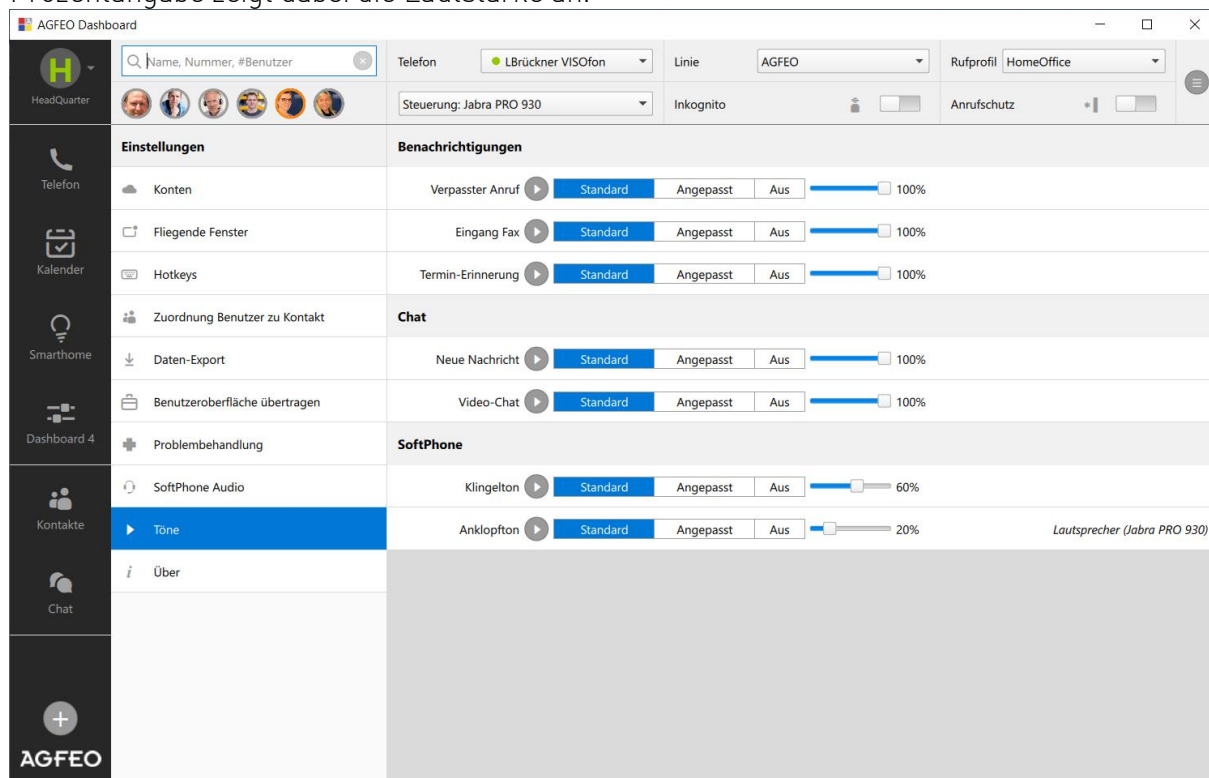 Prozentangabe zeigt dabei die Lautstärke an.
AGFEO Dashboard
H
HeadQuarter
Name, Nummer, #Benutzer
Telefon
LBrückner VISOfon
Linie
AGFEO
Rufprofil
HomeOffice
Steuerung: Jabra PRO 930
Inkognito
Anrufschutz
Telefon
Kalender
Smarthome
Dashboard 4
Kontakte
Chat
AGFEO
Einstellungen
Konten
Fliegende Fenster
Hotkeys
Zuordnung Benutzer zu Kontakt
Daten-Export
Benutzeroberfläche übertragen
Problembehandlung
SoftPhone Audio
Töne
i Über
Benachrichtigungen
Verpasster Anruf Standard Angepasst Aus 100%
Eingang Fax Standard Angepasst Aus 100%
Termin-Erinnerung Standard Angepasst Aus 100%
Chat
Neue Nachricht Standard Angepasst Aus 100%
Video-Chat Standard Angepasst Aus 100%
SoftPhone
Klingelton Standard Angepasst Aus 60%
Anklopfton Standard Angepasst Aus 20% Lautsprecher (Jabra PRO 930)